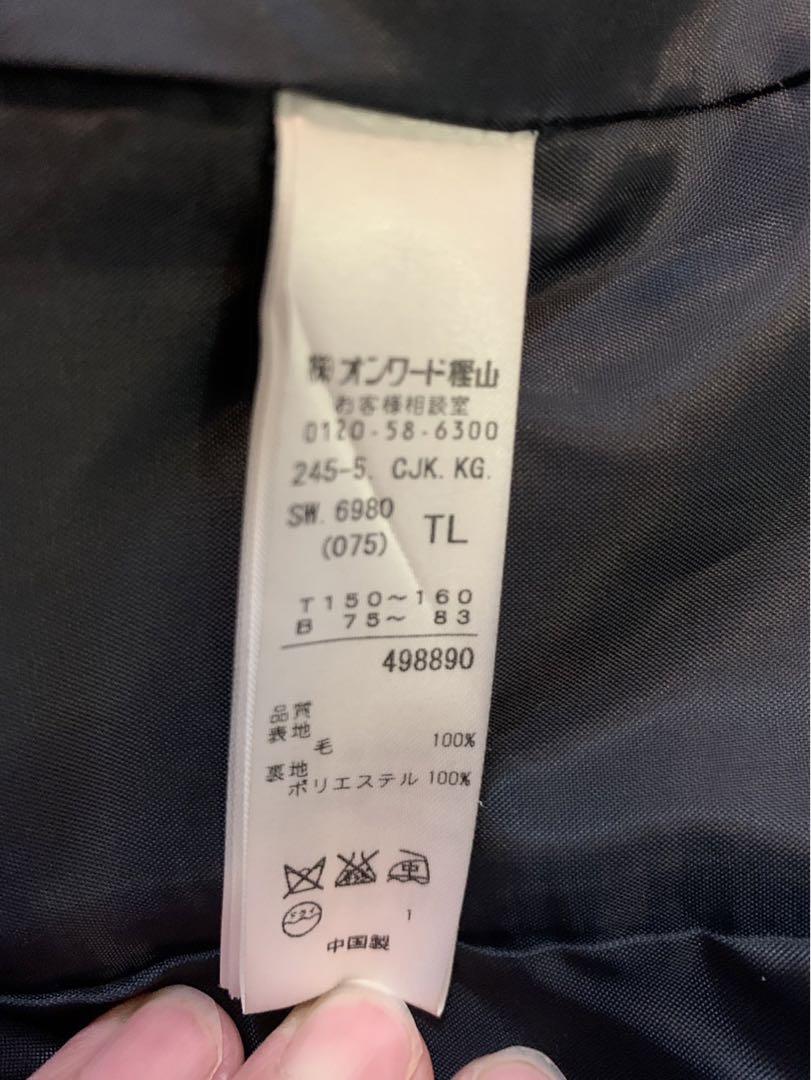 ㈱オンワード樫山
お客様相談室
0120-58-6300
245-5. CJK. KG.
SW. 6980
(075) TL
T 150～160
B 75～ 83
498890
品質
表地
毛 100%
裏地
ポリエステル 100%
中
ドライ 1
中国製